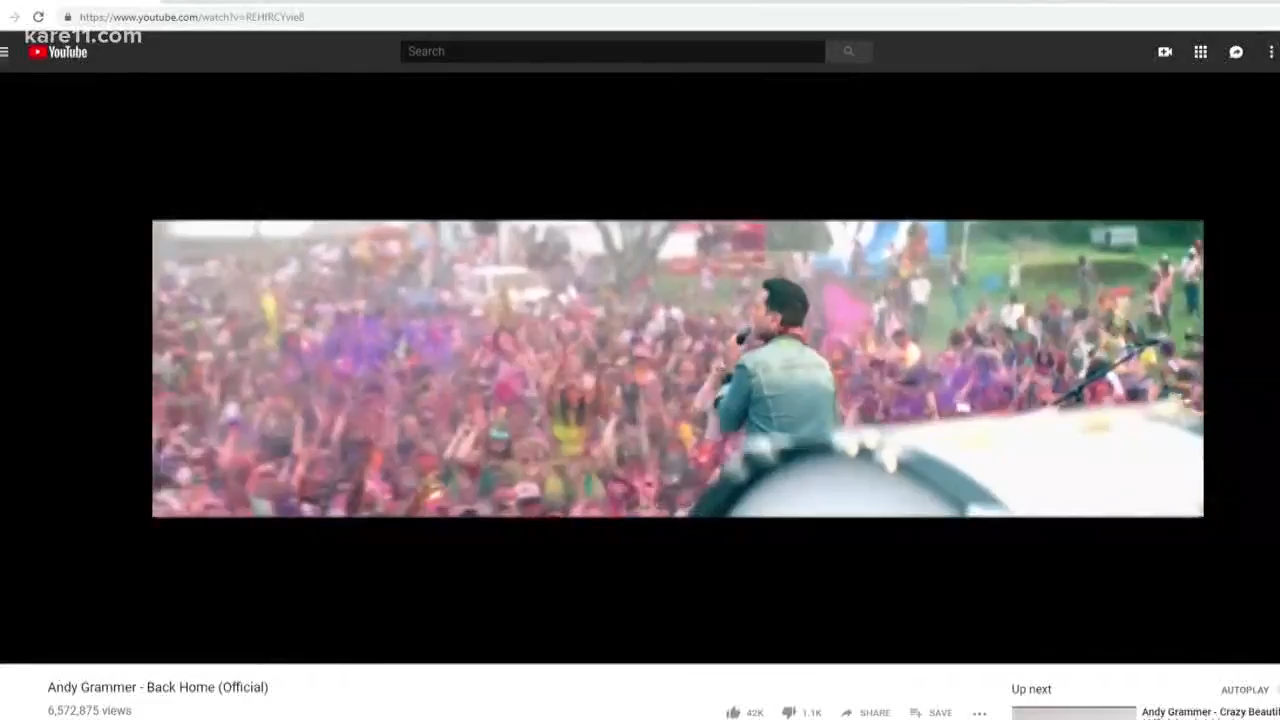 https://www.youtube.com/watch?v=REHfRCYvie8
kare11.com
YouTube
Search
Andy Grammer - Back Home (Official)
6,572,875 views
42K
1.1K
SHARE
SAVE
Up next
AUTOPLAY
Andy Grammer - Crazy Beautif